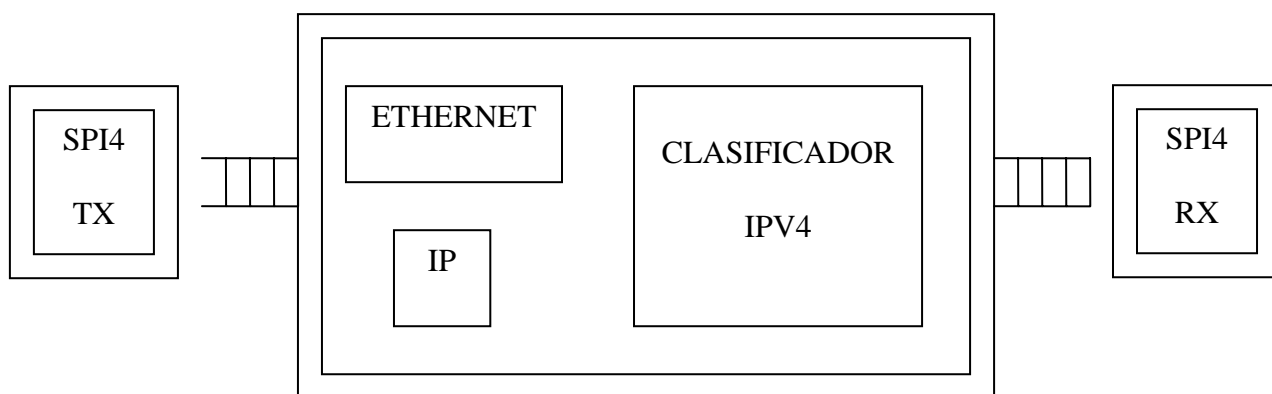 SPI4
TX
ETHERNET
IP
CLASIFICADOR
IPV4
SPI4
RX